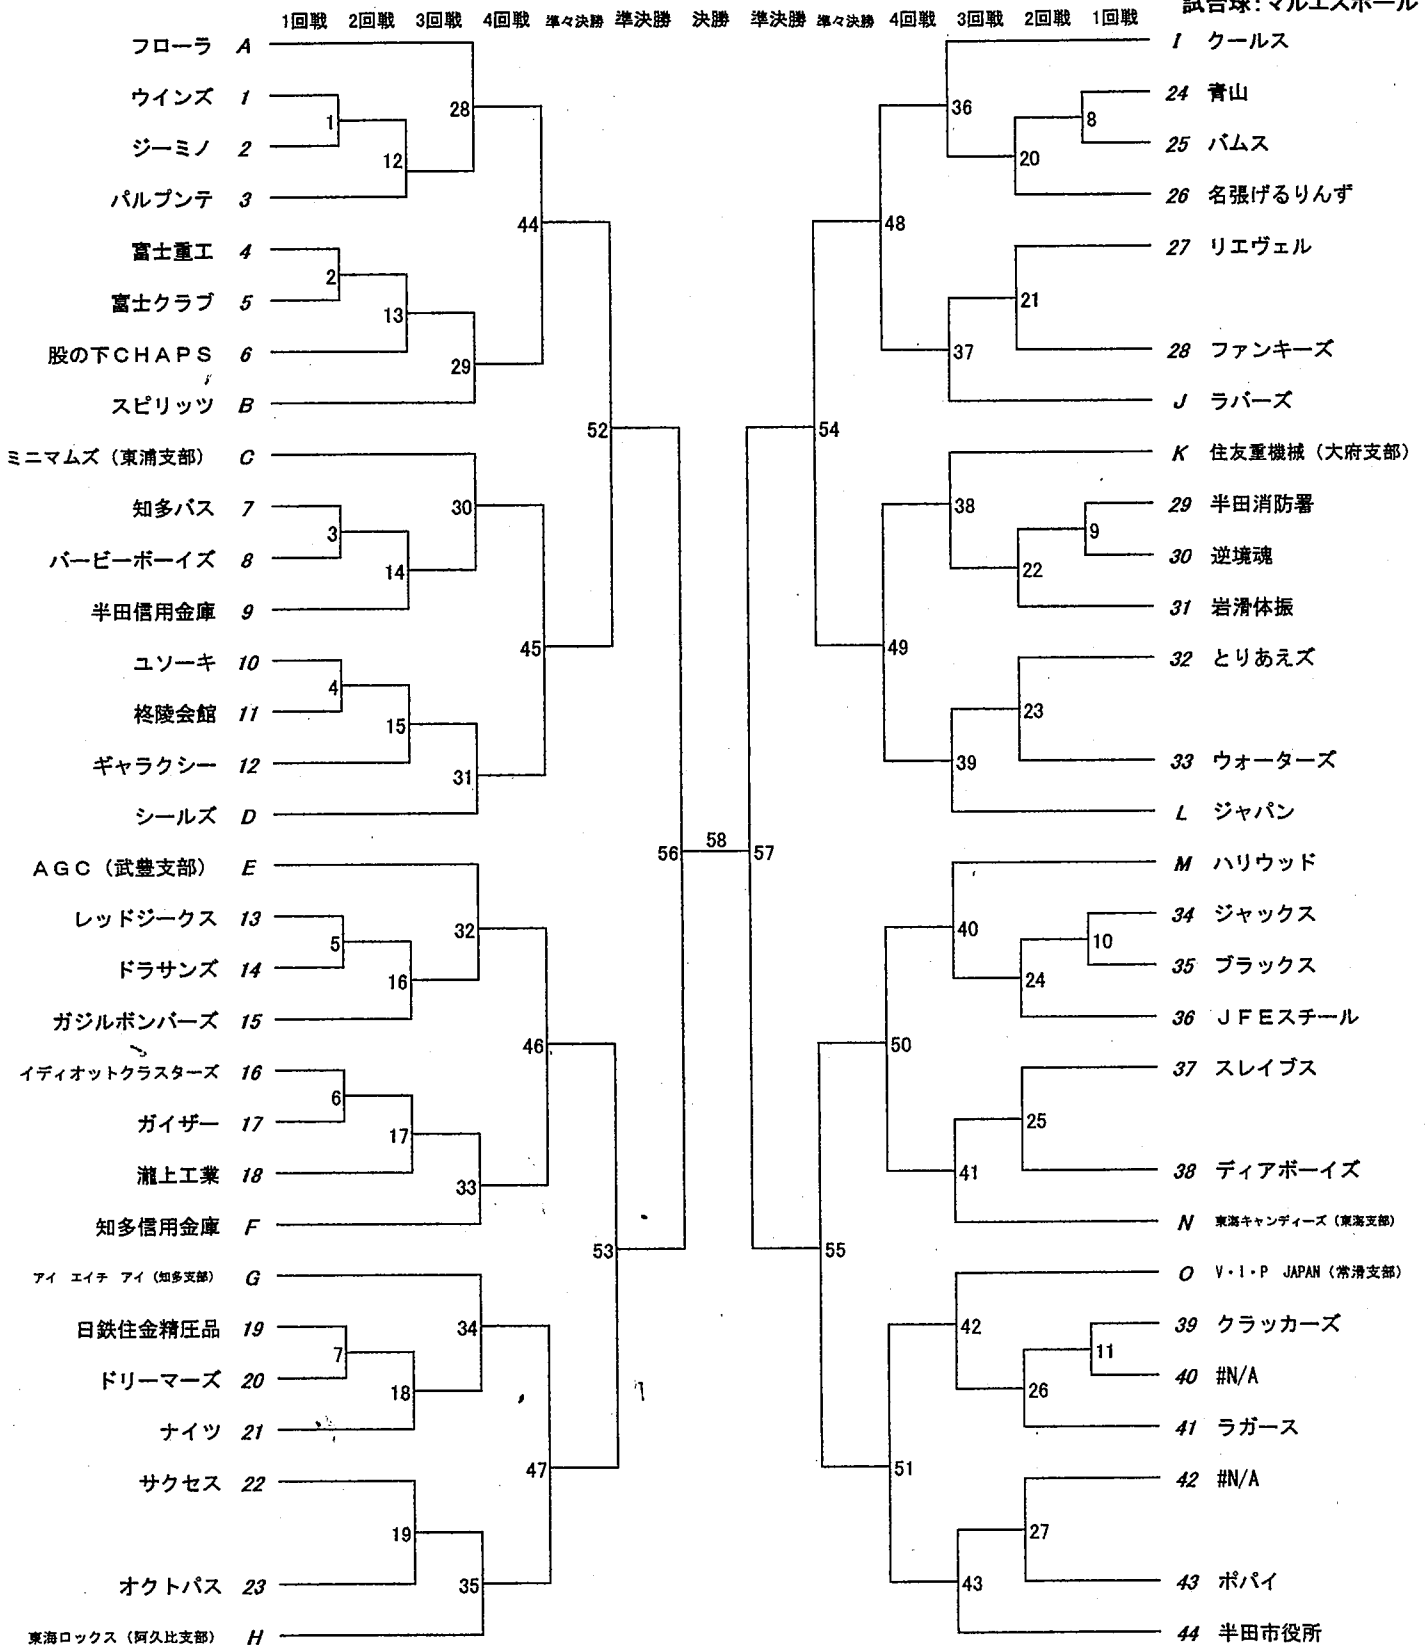 試合球：マルエスボール
1回戦 2回戦 3回戦 4回戦 準々決勝 準決勝 決勝 準決勝 準々決勝 4回戦 3回戦 2回戦 1回戦
フローラ A
ウインズ 1
ジーミノ 2
パルプンテ 3
富士重工 4
富士クラブ 5
股の下CHAPS 6
スピリッツ B
ミニマムズ（東浦支部） C
知多バス 7
バービーボーイズ 8
半田信用金庫 9
ユソーキ 10
柊陵会館 11
ギャラクシー 12
シールズ D
AGC（武豊支部） E
レッドジークス 13
ドラサンズ 14
ガジルボンバーズ 15
イディオットクラスターズ 16
ガイザー 17
瀧上工業 18
知多信用金庫 F
アイ エイチ アイ（知多支部） G
日鉄住金精圧品 19
ドリーマーズ 20
ナイツ 21
サクセス 22
オクトパス 23
東海ロックス（阿久比支部） H
1
2
3
4
5
6
7
12
13
14
15
16
17
18
19
28
29
30
31
32
33
34
35
44
45
46
47
52
53
56
58
57
54
55
48
49
50
51
36
37
38
39
40
41
42
43
20
21
22
23
24
25
26
27
8
9
10
11
I クールス
24 青山
25 バムス
26 名張げるりんず
27 リエヴェル
28 ファンキーズ
J ラバーズ
K 住友重機械（大府支部）
29 半田消防署
30 逆境魂
31 岩滑体振
32 とりあえズ
33 ウォーターズ
L ジャパン
M ハリウッド
34 ジャックス
35 ブラックス
36 JFEスチール
37 スレイブス
38 ディアボーイズ
N 東海キャンディーズ（東海支部）
O V・I・P JAPAN（常滑支部）
39 クラッカーズ
40 #N/A
41 ラガース
42 #N/A
43 ポパイ
44 半田市役所